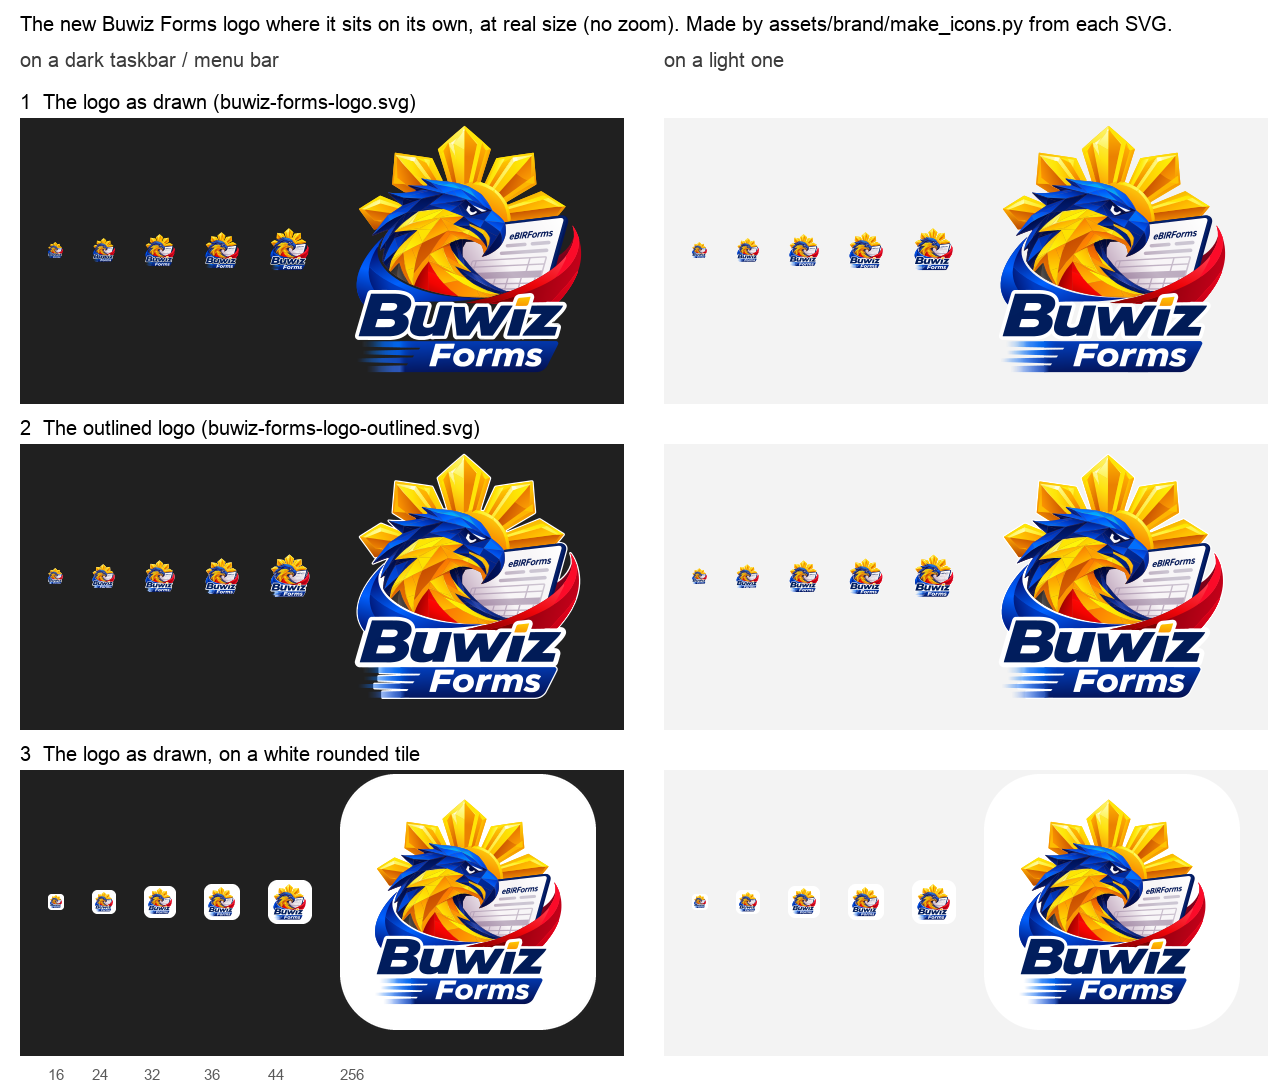 The new Buwiz Forms logo where it sits on its own, at real size (no zoom). Made by assets/brand/make_icons.py from each SVG.
on a dark taskbar / menu bar
on a light one
1 The logo as drawn (buwiz-forms-logo.svg)
eBIRForms
Buwiz
Forms
eBIRForms
Buwiz
Forms
2 The outlined logo (buwiz-forms-logo-outlined.svg)
eBIRForms
Buwiz
Forms
eBIRForms
Buwiz
Forms
3 The logo as drawn, on a white rounded tile
eBIRForms
Buwiz
Forms
eBIRForms
Buwiz
Forms
16 24 32 36 44 256